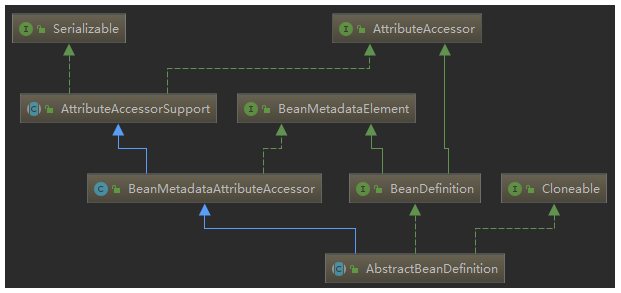 Serializable
AttributeAccessor
AttributeAccessorSupport
BeanMetadataElement
BeanMetadataAttributeAccessor
BeanDefinition
Cloneable
AbstractBeanDefinition